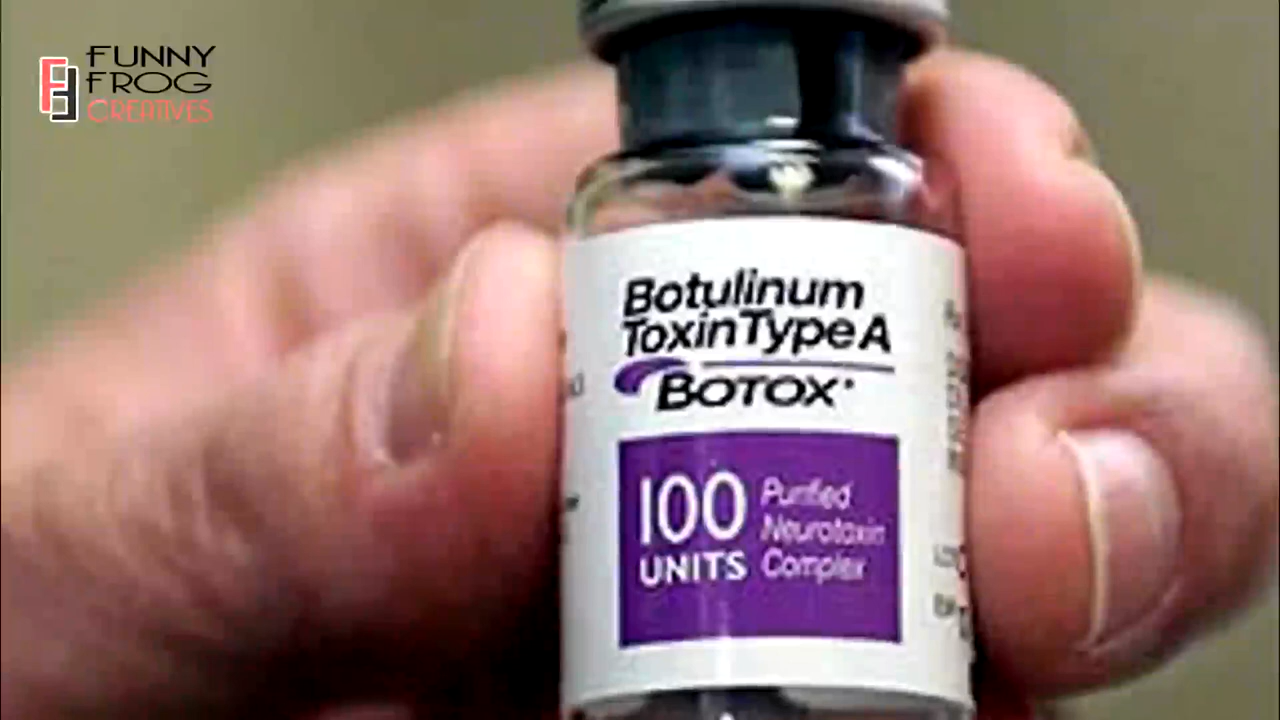 FUNNY
FROG
CREATIVES
Botulinum
Toxin Type A
BOTOX®
100
UNITS
Purified
Neurotoxin
Complex